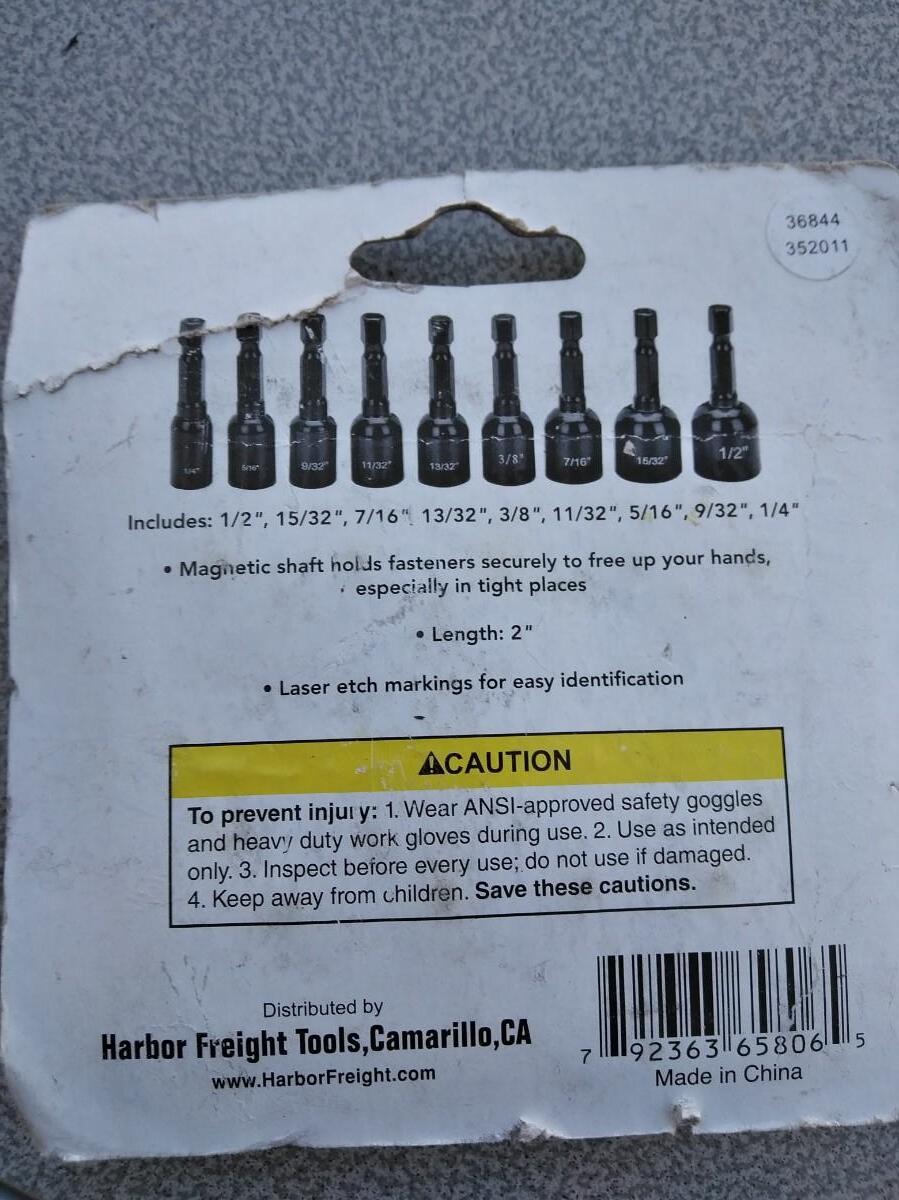 36844
352011
1/4"
5/16"
9/32"
11/32"
13/32"
3/8"
7/16"
15/32"
1/2"
Includes: 1/2", 15/32", 7/16", 13/32", 3/8", 11/32", 5/16", 9/32", 1/4"
• Magnetic shaft holds fasteners securely to free up your hands,
especially in tight places
• Length: 2"
• Laser etch markings for easy identification
⚠CAUTION
To prevent injury: 1. Wear ANSI-approved safety goggles
and heavy duty work gloves during use. 2. Use as intended
only. 3. Inspect before every use; do not use if damaged.
4. Keep away from children. Save these cautions.
Distributed by
Harbor Freight Tools,Camarillo,CA
www.HarborFreight.com
7 92363 65806 5
Made in China